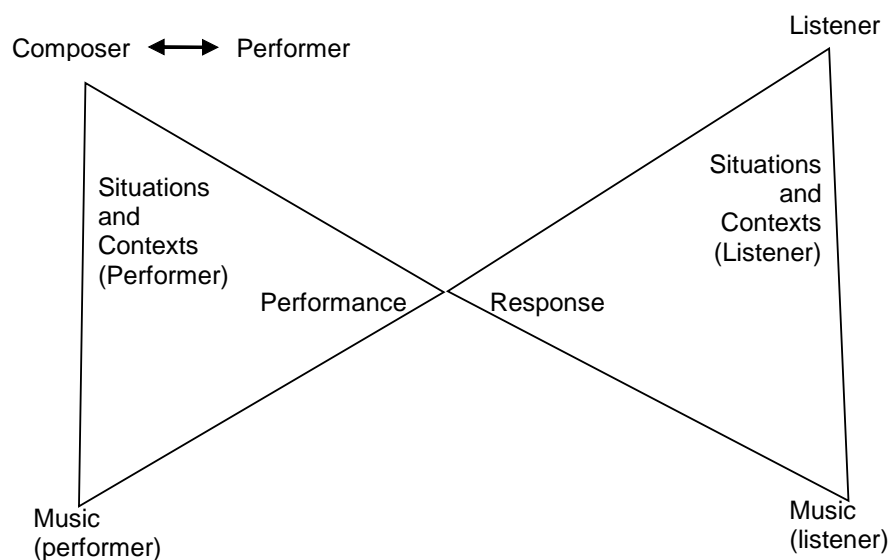 Listener
Composer Performer
Situations
and
Contexts
(Performer)
Situations
and
Contexts
(Listener)
Performance Response
Music
(performer)
Music
(listener)